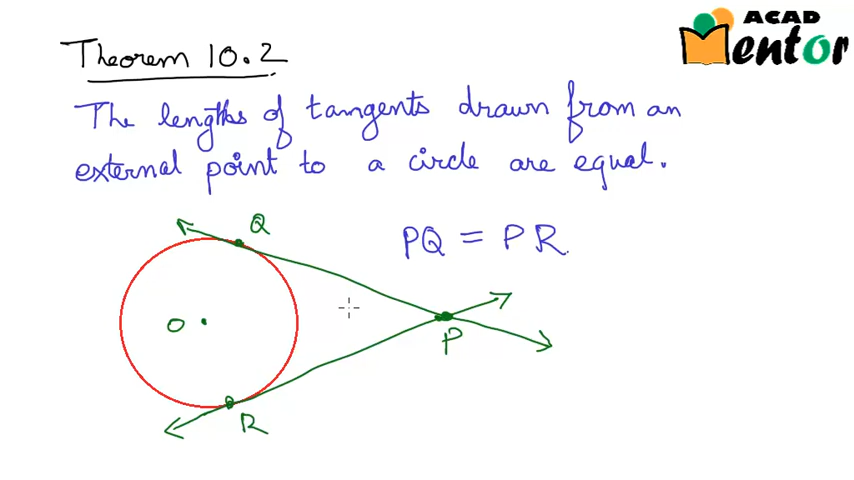 ACAD
Mentor
Theorem 10.2
The lengths of tangents drawn from an
external point to a circle are equal.
Q
PQ = PR
O
P
R